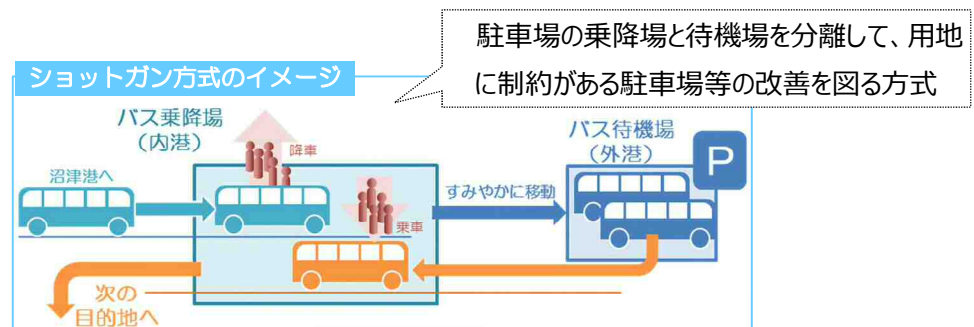 駐車場の乗降場と待機場を分離して、用地
に制約がある駐車場等の改善を図る方式
ショットガン方式のイメージ
バス乗降場
(内港)
降車
バス待機場
(外港)
P
沼津港へ
すみやかに移動
乗車
次の
目的地へ